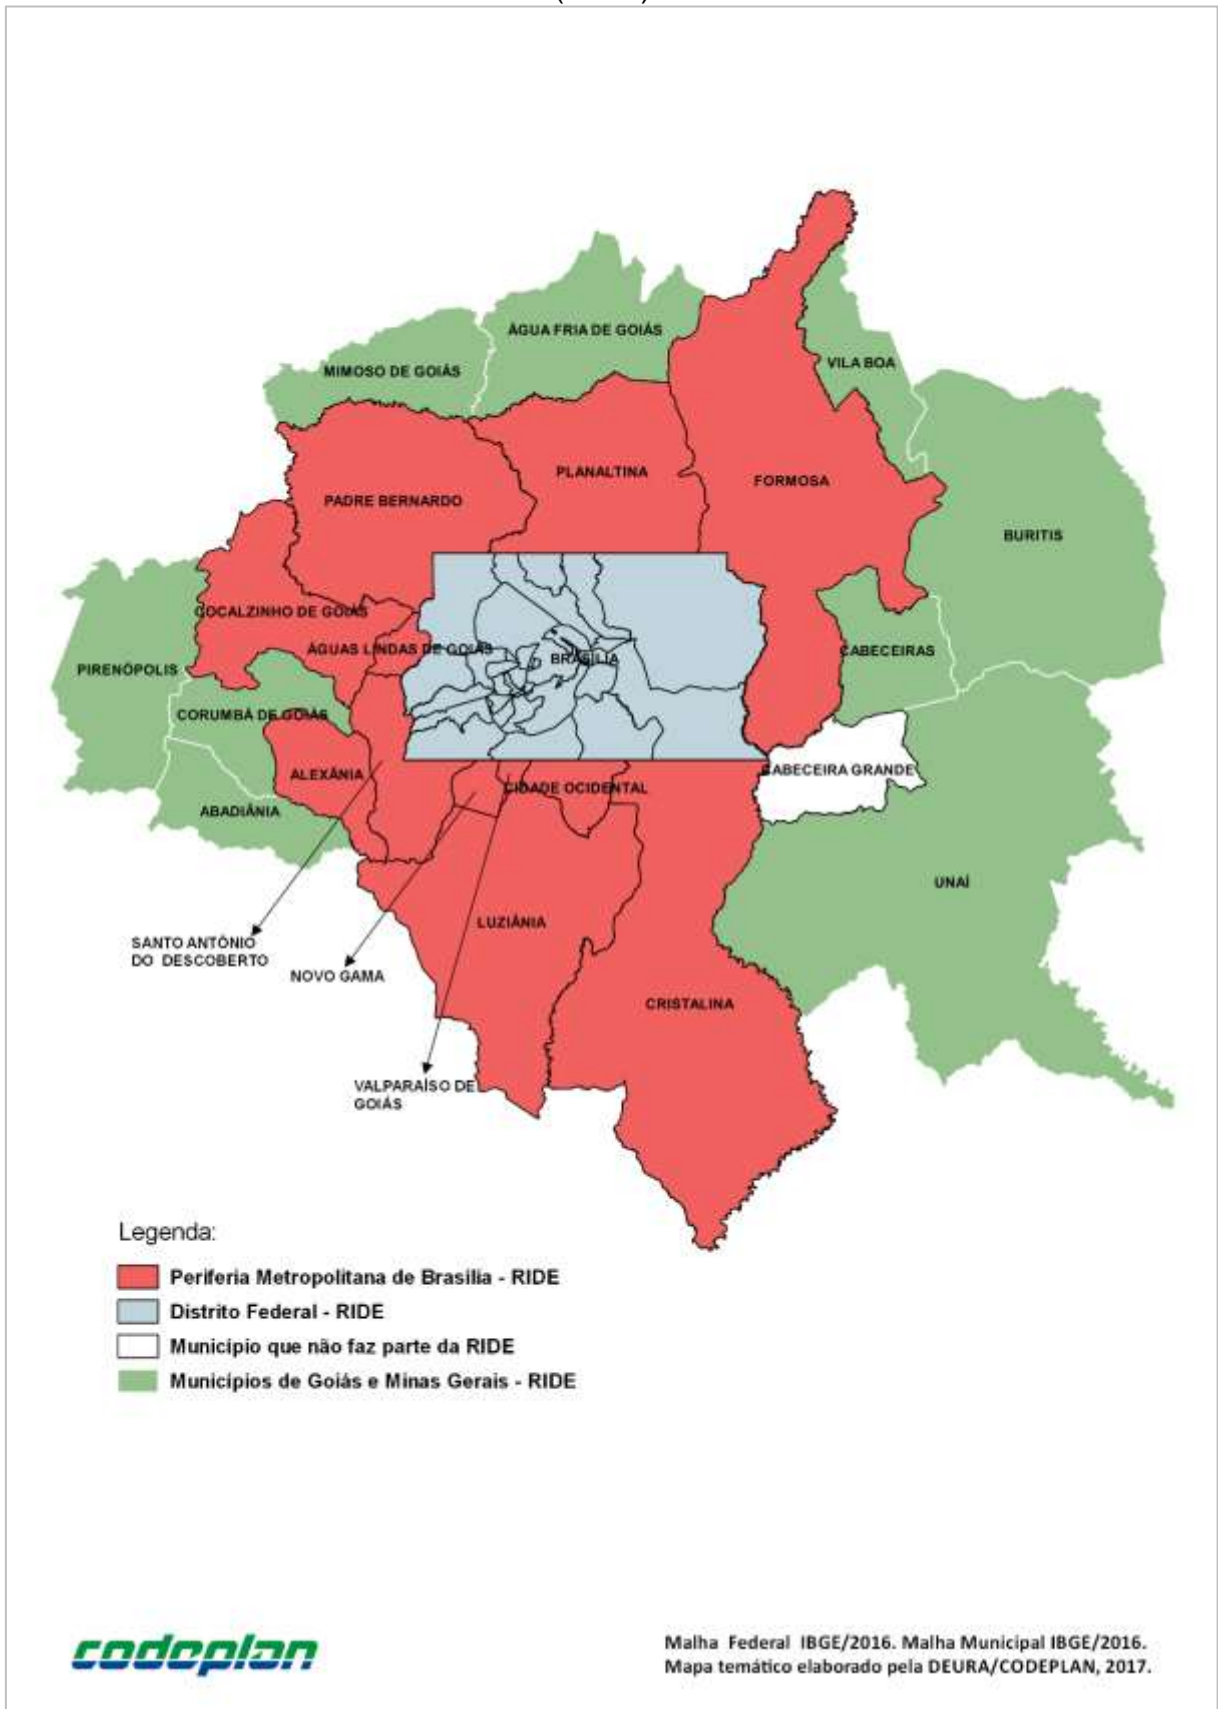 ÁGUA FRIA DE GOIÁS
MIMOSO DE GOIÁS
VILA BOA
PLANALTINA
FORMOSA
PADRE BERNARDO
BURITIS
COCALZINHO DE GOIÁS
ÁGUAS LINDAS DE GOIÁS
BRASÍLIA
CABECEIRAS
PIRENÓPOLIS
CORUMBÁ DE GOIÁS
ALEXÂNIA
CABECEIRA GRANDE
CIDADE OCIDENTAL
ABADIÂNIA
UNAÍ
LUZIÂNIA
SANTO ANTÔNIO
DO DESCOBERTO
NOVO GAMA
CRISTALINA
VALPARAÍSO DE
GOIÁS
Legenda:
Periferia Metropolitana de Brasília - RIDE
Distrito Federal - RIDE
Município que não faz parte da RIDE
Municípios de Goiás e Minas Gerais - RIDE
codeplan
Malha Federal IBGE/2016. Malha Municipal IBGE/2016.
Mapa temático elaborado pela DEURA/CODEPLAN, 2017.